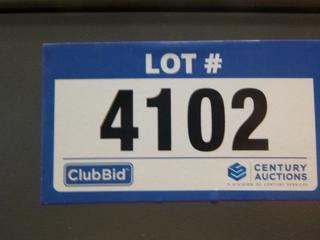 LOT #
4102
ClubBid
CENTURY
AUCTIONS
A DIVISION OF CENTURY SERVICES